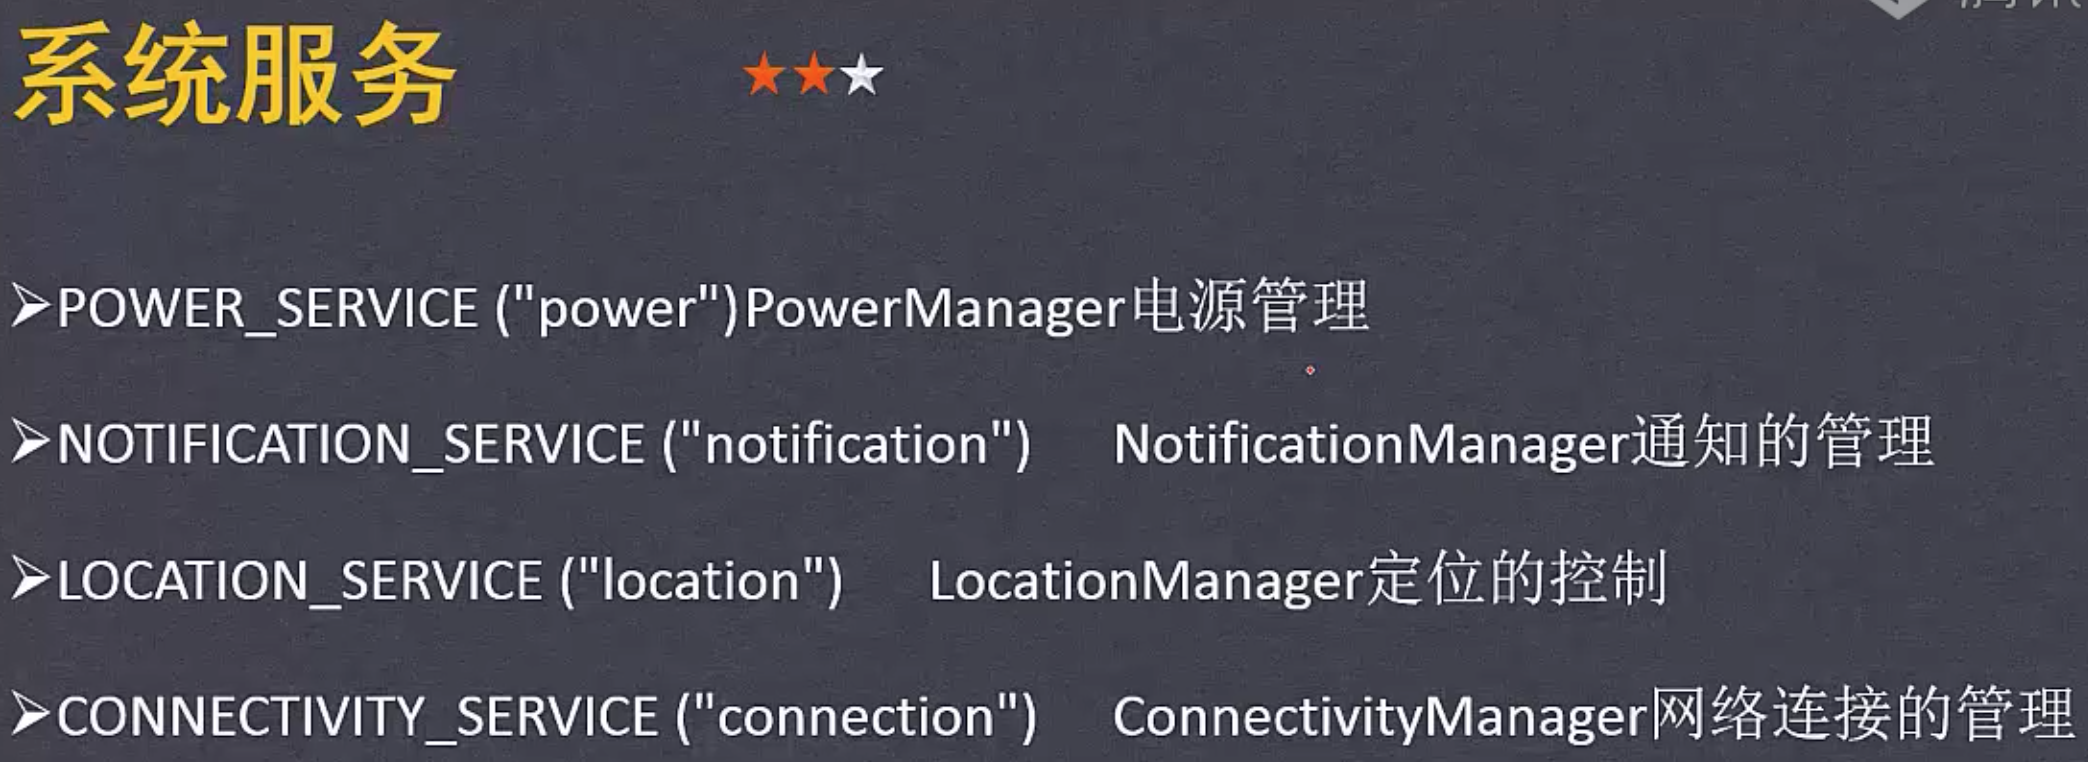 系统服务
➢POWER_SERVICE ("power")PowerManager电源管理
➢NOTIFICATION_SERVICE ("notification") NotificationManager通知的管理
➢LOCATION_SERVICE ("location") LocationManager定位的控制
➢CONNECTIVITY_SERVICE ("connection") ConnectivityManager网络连接的管理